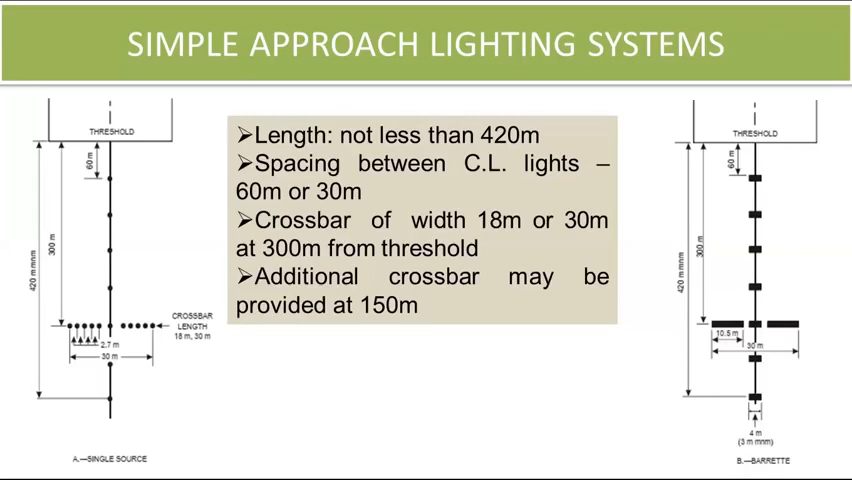 SIMPLE APPROACH LIGHTING SYSTEMS
THRESHOLD
60 m
300 m
420 m mnm
CROSSBAR
LENGTH
18 m, 30 m
2.7 m
30 m
A.—SINGLE SOURCE
➢Length: not less than 420m
➢Spacing between C.L. lights –
60m or 30m
➢Crossbar of width 18m or 30m
at 300m from threshold
➢Additional crossbar may be
provided at 150m
THRESHOLD
60 m
300 m
420 m mnm
10.5 m
30 m
4 m
(3 m mnm)
B.—BARRETTE